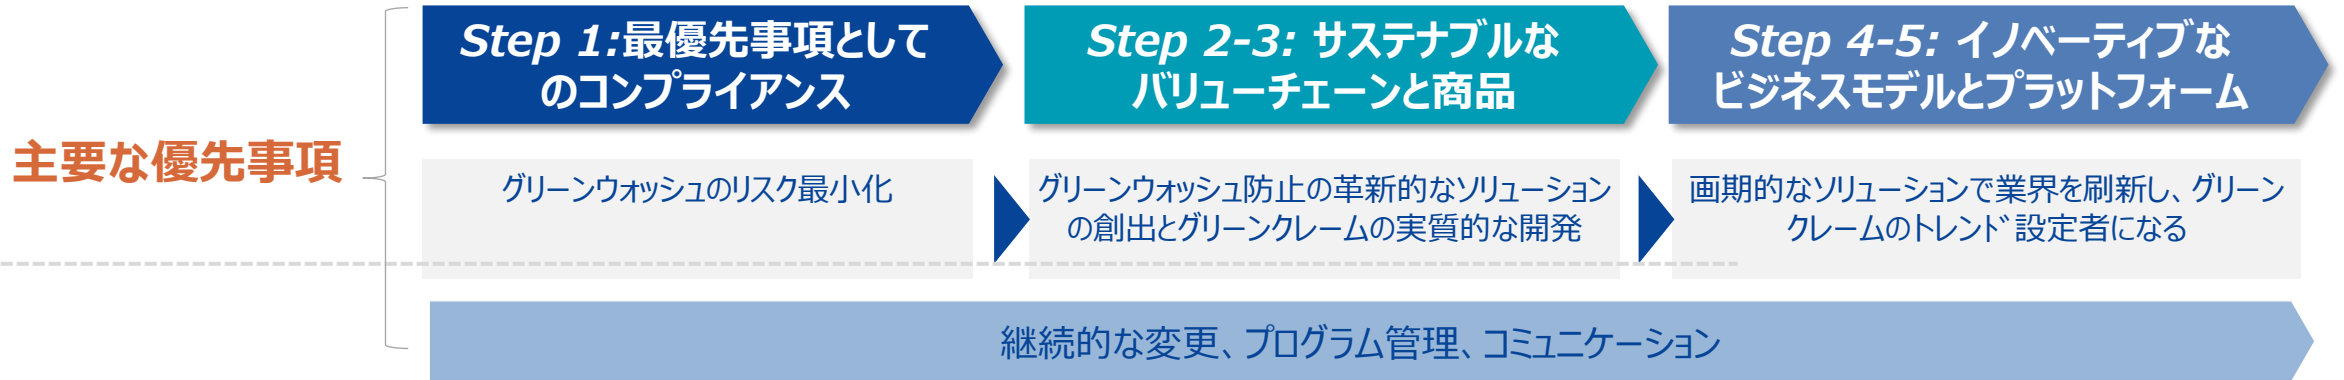 主要な優先事項
Step 1:最優先事項として
のコンプライアンス
Step 2-3: サステナブルな
バリューチェーンと商品
Step 4-5: イノベーティブな
ビジネスモデルとプラットフォーム
グリーンウォッシュのリスク最小化
グリーンウォッシュ防止の革新的なソリューション
の創出とグリーンクレームの実質的な開発
画期的なソリューションで業界を刷新し、グリーン
クレームのトレンド設定者になる
継続的な変更、プログラム管理、コミュニケーション